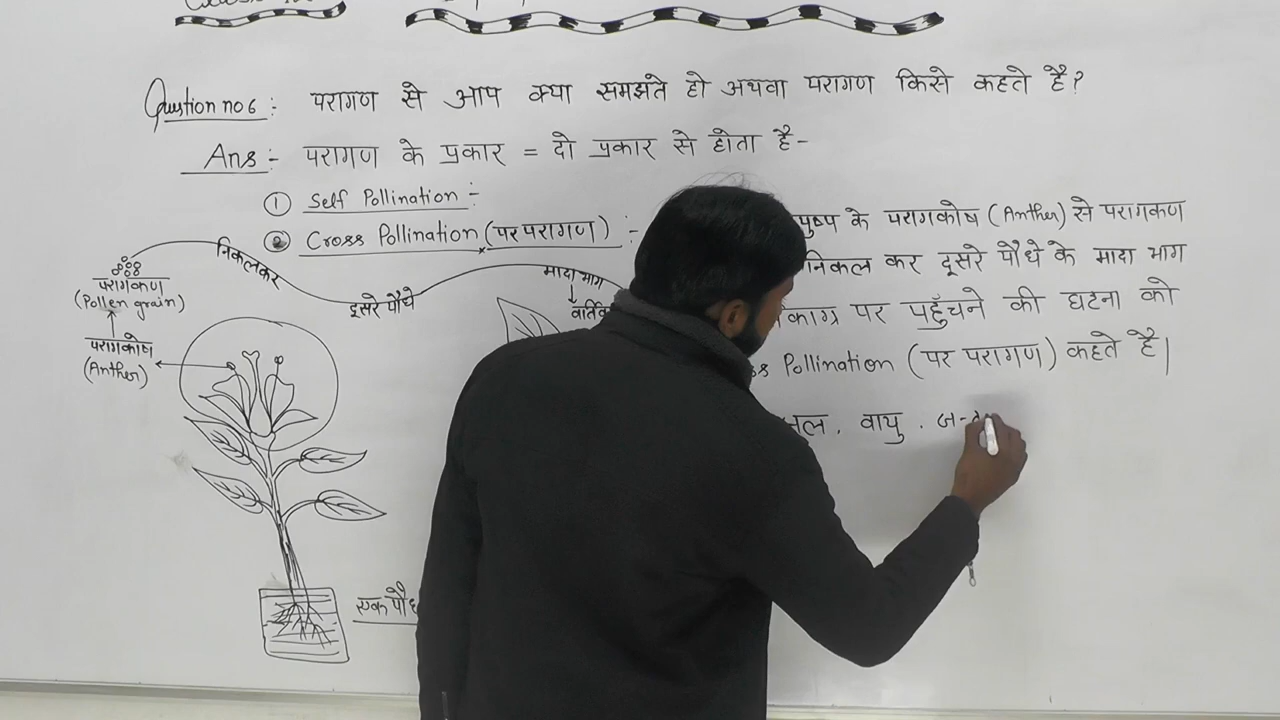 Question no 6 :- परागण से आप क्या समझते हो अथवा परागण किसे कहते है?
Ans :- परागण के प्रकार = दो प्रकार से होता है-
① Self Pollination :-
② Cross Pollination (पर परागण) :-
पुष्प के परागकोष (Anther) से परागकण
निकल कर दूसरे पौधे के मादा भाग
पर पहुँचने की घटना को
Pollination (पर परागण) कहते है।
वायु .
निकलकर
दूसरे पौधे
मादा भाग
परागकण
(Pollen grain)
परागकोष
(Anther)